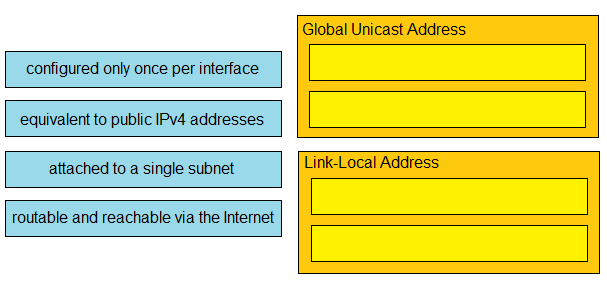 configured only once per interface
equivalent to public IPv4 addresses
attached to a single subnet
routable and reachable via the Internet
Global Unicast Address
Link-Local Address